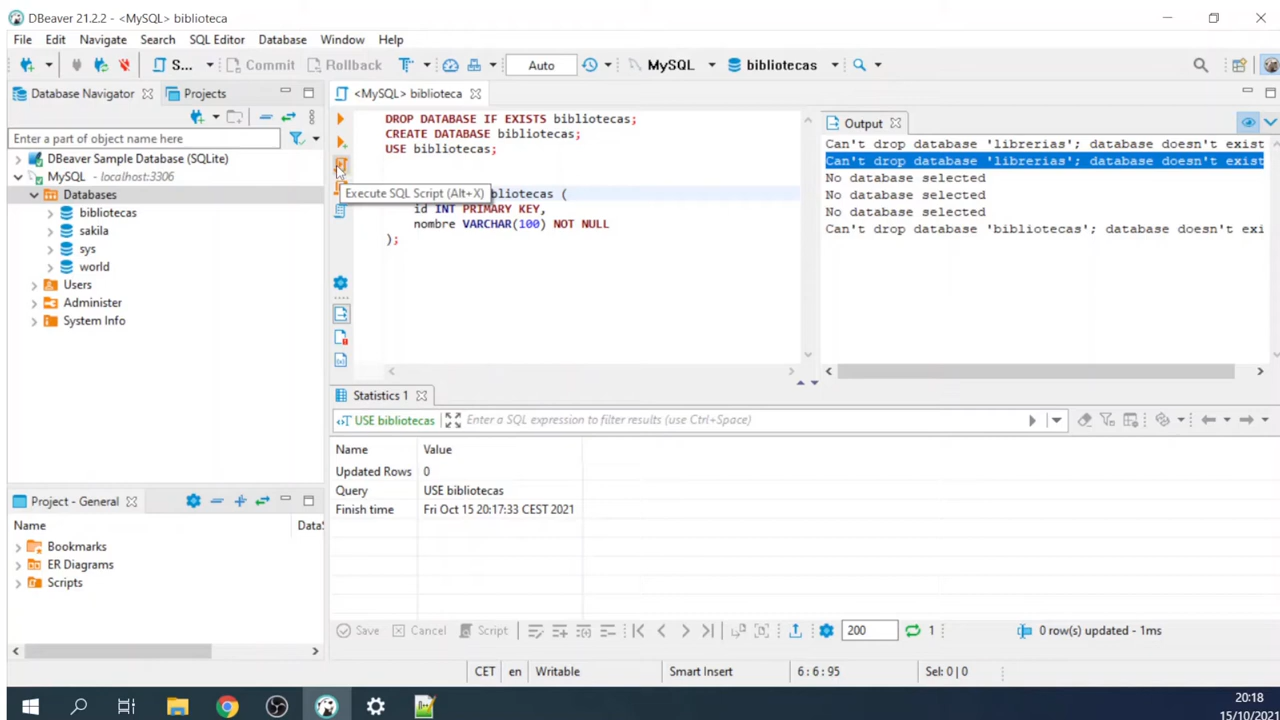 DBeaver 21.2.2 - <MySQL> biblioteca
File Edit Navigate Search SQL Editor Database Window Help
S... Commit Rollback Auto MySQL bibliotecas
Database Navigator Projects
Enter a part of object name here
DBeaver Sample Database (SQLite)
MySQL - localhost:3306
Databases
bibliotecas
sakila
sys
world
Users
Administer
System Info
Project - General
Name DataS
Bookmarks
ER Diagrams
Scripts
<MySQL> biblioteca
DROP DATABASE IF EXISTS bibliotecas;
CREATE DATABASE bibliotecas;
USE bibliotecas;
bliotecas (
Execute SQL Script (Alt+X)
id INT PRIMARY KEY,
nombre VARCHAR(100) NOT NULL
);
Output
Can't drop database 'librerias'; database doesn't exist
Can't drop database 'librerias'; database doesn't exist
No database selected
No database selected
No database selected
Can't drop database 'bibliotecas'; database doesn't exi
Statistics 1
USE bibliotecas Enter a SQL expression to filter results (use Ctrl+Space)
Name Value
Updated Rows 0
Query USE bibliotecas
Finish time Fri Oct 15 20:17:33 CEST 2021
Save Cancel Script 200 1 0 row(s) updated - 1ms
CET en Writable Smart Insert 6 : 6 : 95 Sel: 0 | 0
20:18
15/10/2021